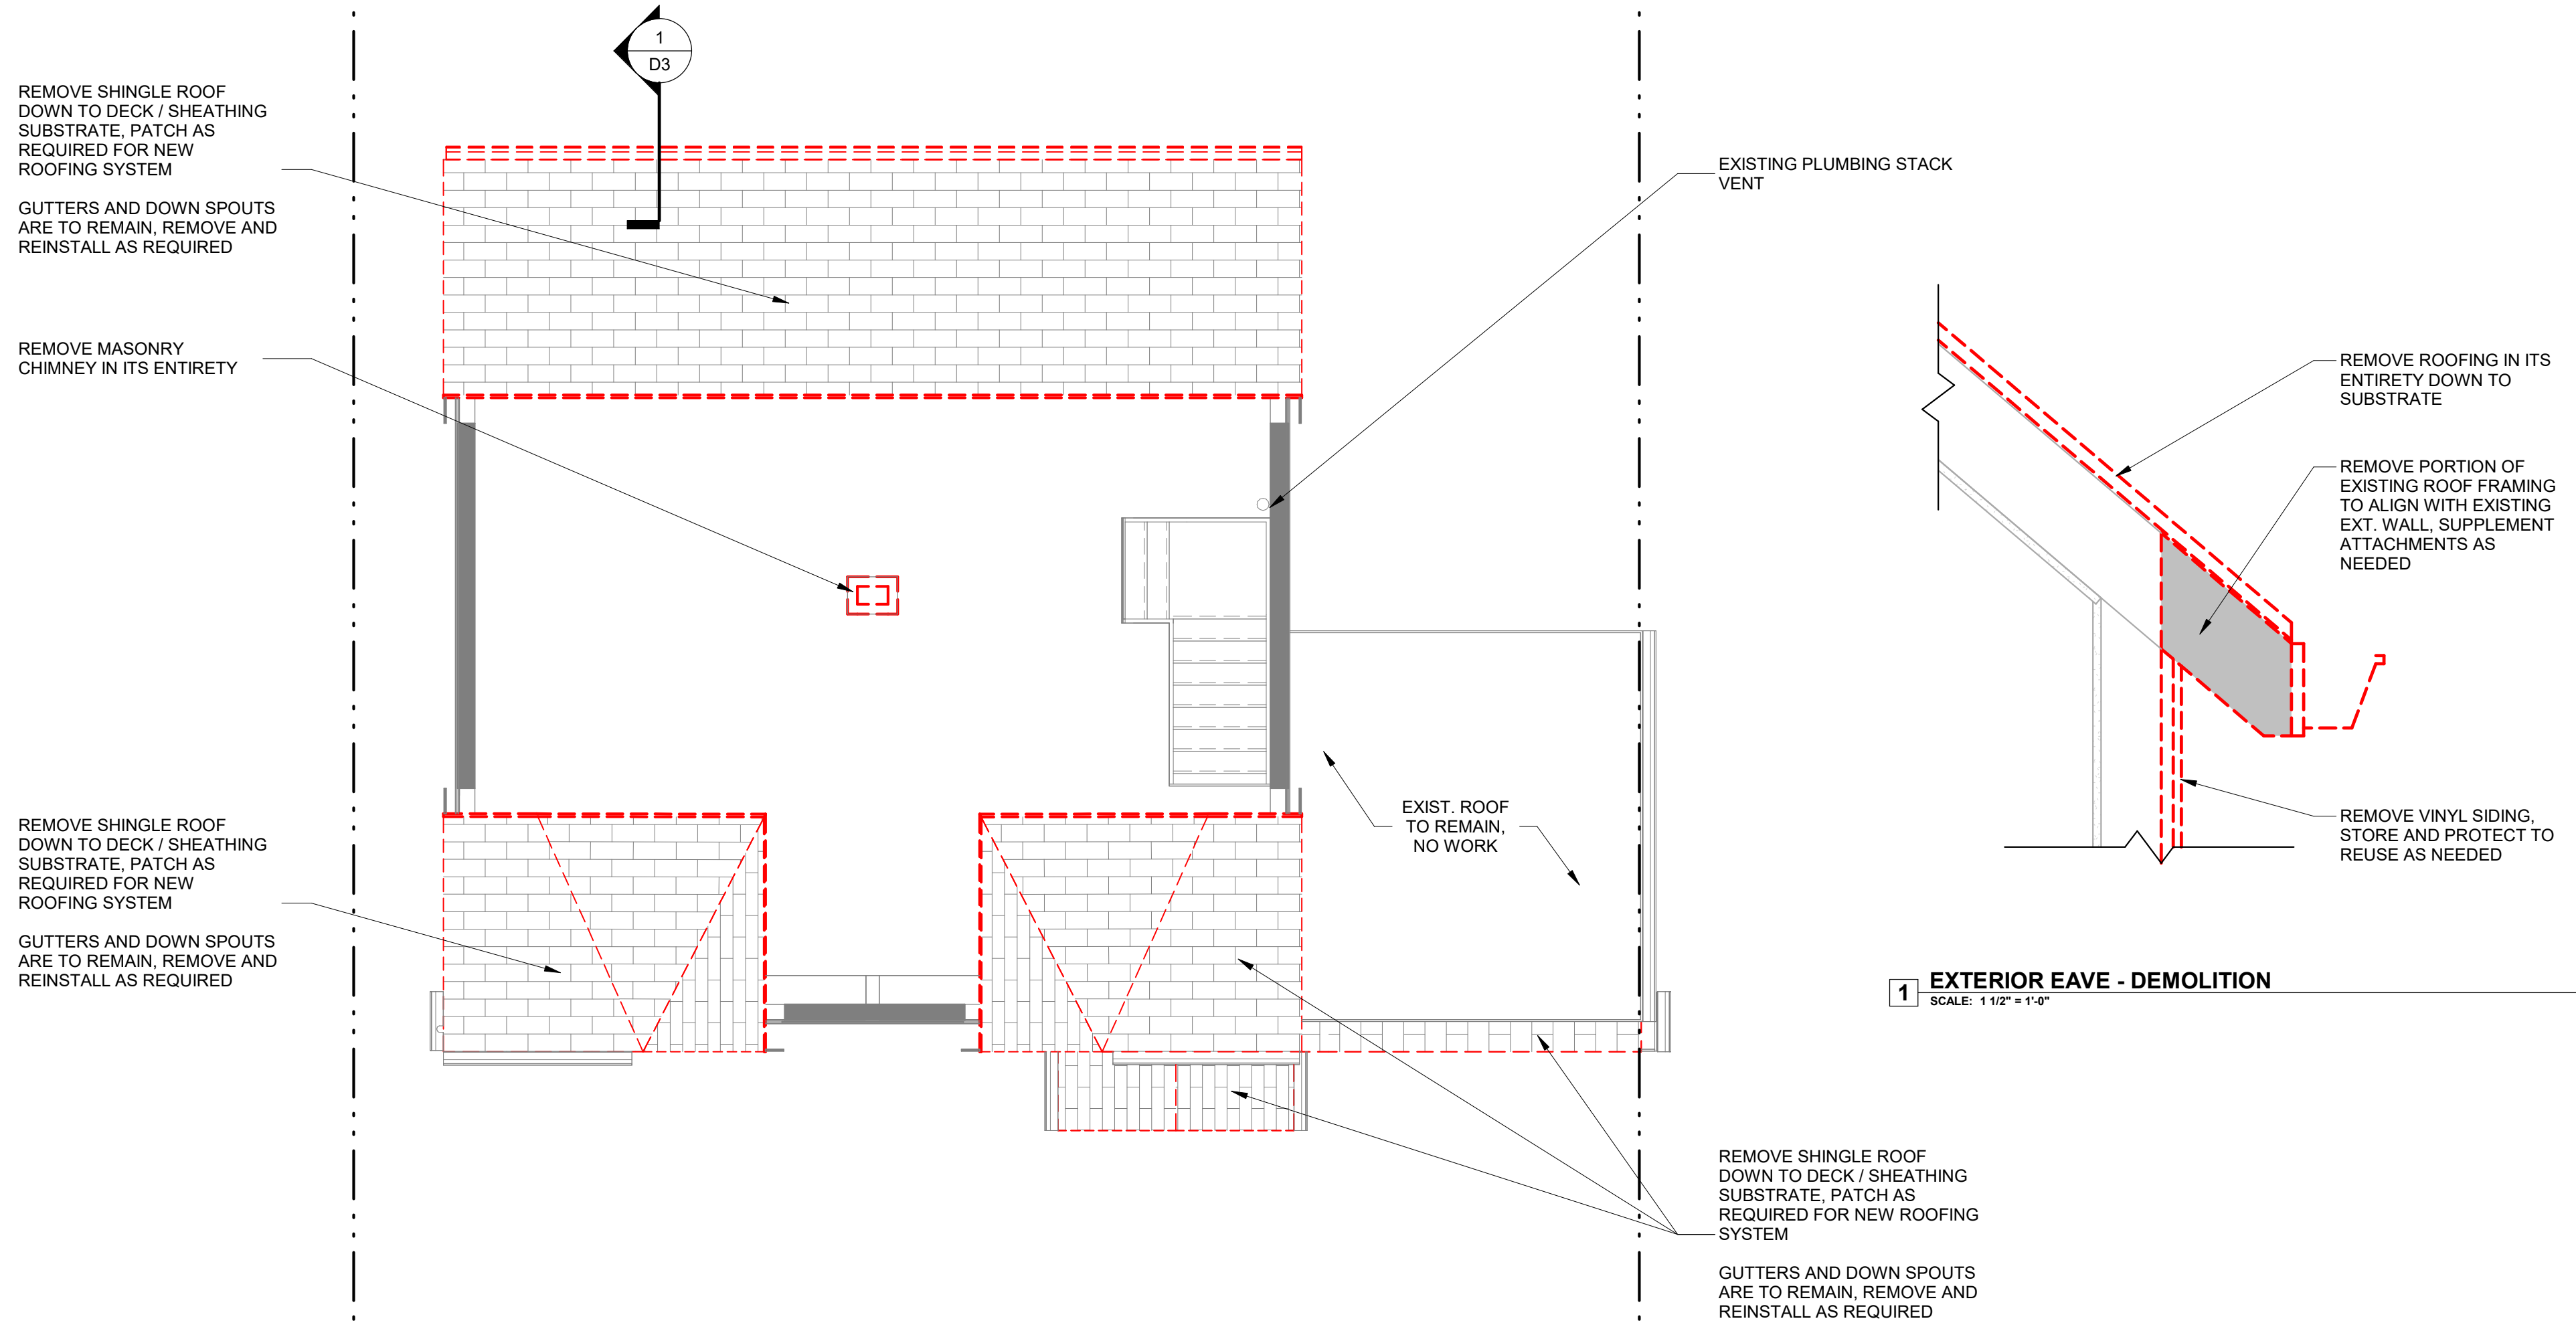 1
D3
REMOVE SHINGLE ROOF
DOWN TO DECK / SHEATHING
SUBSTRATE, PATCH AS
REQUIRED FOR NEW
ROOFING SYSTEM
GUTTERS AND DOWN SPOUTS
ARE TO REMAIN, REMOVE AND
REINSTALL AS REQUIRED
REMOVE MASONRY
CHIMNEY IN ITS ENTIRETY
REMOVE SHINGLE ROOF
DOWN TO DECK / SHEATHING
SUBSTRATE, PATCH AS
REQUIRED FOR NEW
ROOFING SYSTEM
GUTTERS AND DOWN SPOUTS
ARE TO REMAIN, REMOVE AND
REINSTALL AS REQUIRED
EXISTING PLUMBING STACK
VENT
EXIST. ROOF
TO REMAIN,
NO WORK
REMOVE SHINGLE ROOF
DOWN TO DECK / SHEATHING
SUBSTRATE, PATCH AS
REQUIRED FOR NEW ROOFING
SYSTEM
GUTTERS AND DOWN SPOUTS
ARE TO REMAIN, REMOVE AND
REINSTALL AS REQUIRED
REMOVE ROOFING IN ITS
ENTIRETY DOWN TO
SUBSTRATE
REMOVE PORTION OF
EXISTING ROOF FRAMING
TO ALIGN WITH EXISTING
EXT. WALL, SUPPLEMENT
ATTACHMENTS AS
NEEDED
REMOVE VINYL SIDING,
STORE AND PROTECT TO
REUSE AS NEEDED
1 EXTERIOR EAVE - DEMOLITION
SCALE: 1 1/2" = 1'-0"